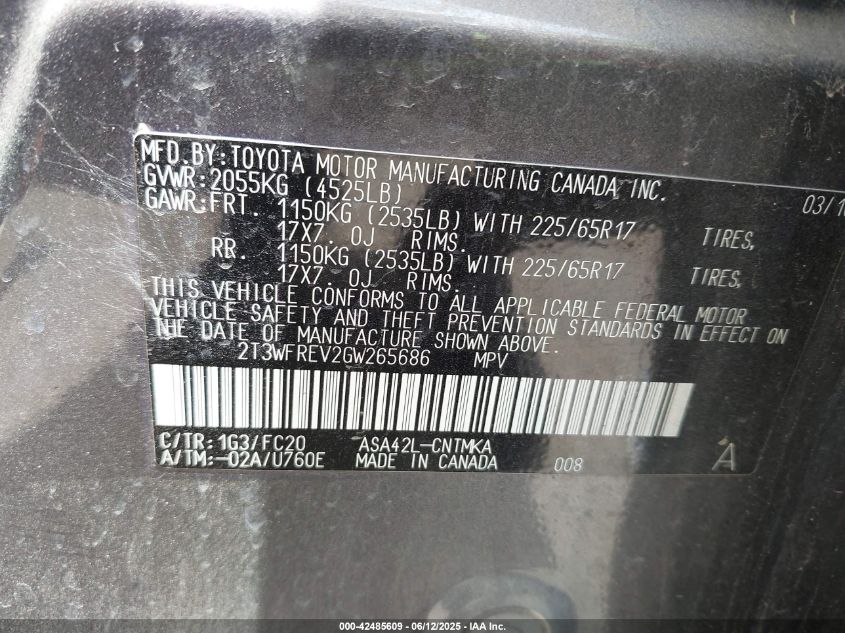 MFD.BY:TOYOTA MOTOR MANUFACTURING CANADA, INC. 03/1
GVWR:2055KG (4525LB)
GAWR:FRT. 1150KG (2535LB) WITH 225/65R17 TIRES,
17X7. 0J RIMS.
RR. 1150KG (2535LB) WITH 225/65R17 TIRES,
17X7. 0J RIMS.
THIS VEHICLE CONFORMS TO ALL APPLICABLE FEDERAL MOTOR
VEHICLE SAFETY AND THEFT PREVENTION STANDARDS IN EFFECT ON
THE DATE OF MANUFACTURE SHOWN ABOVE.
2T3WFREV2GW265686 MPV
C/TR:1G3/FC20 ASA42L-CNTMKA
A/TM:-02A/U760E MADE IN CANADA 008 A
000-42485609 - 06/12/2025 - IAA Inc.